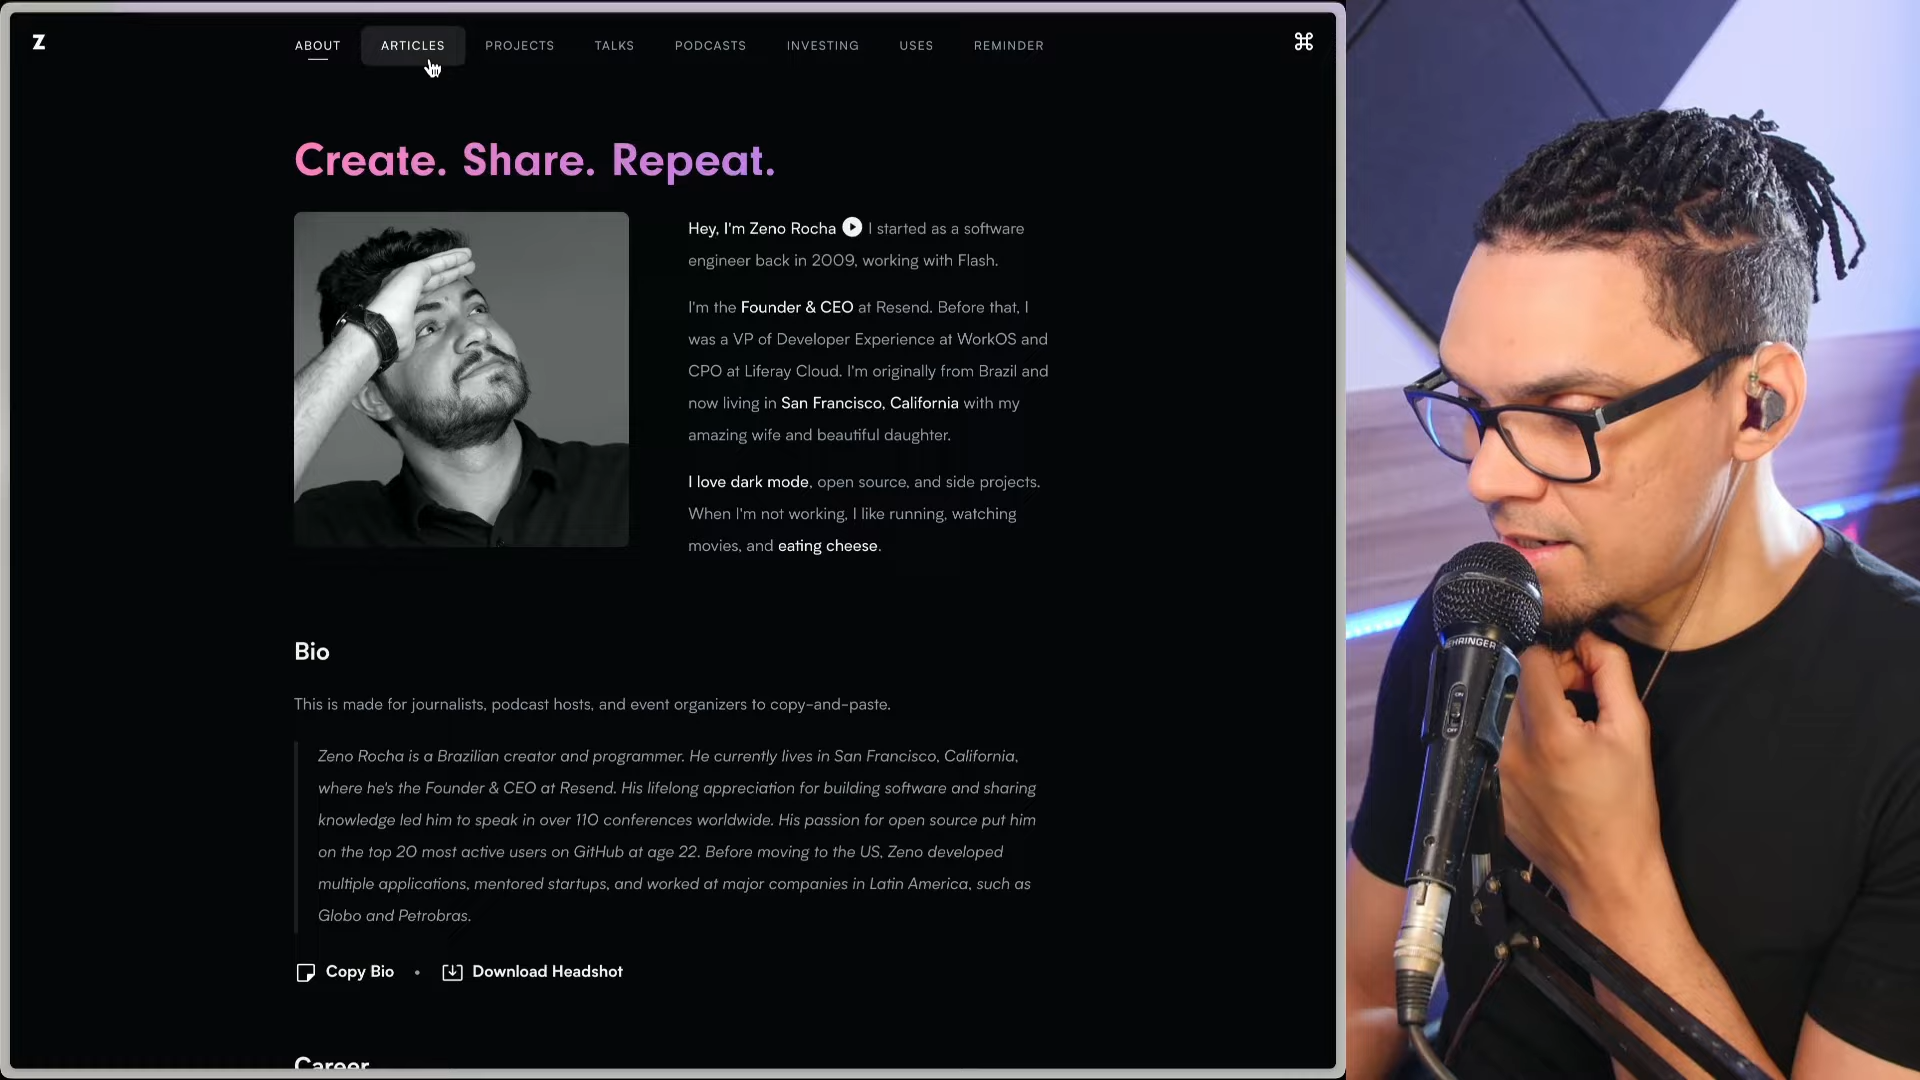 Z
ABOUT ARTICLES PROJECTS TALKS PODCASTS INVESTING USES REMINDER
Create. Share. Repeat.
Hey, I'm Zeno Rocha I started as a software
engineer back in 2009, working with Flash.
I'm the Founder & CEO at Resend. Before that, I
was a VP of Developer Experience at WorkOS and
CPO at Liferay Cloud. I'm originally from Brazil and
now living in San Francisco, California with my
amazing wife and beautiful daughter.
I love dark mode, open source, and side projects.
When I'm not working, I like running, watching
movies, and eating cheese.
Bio
This is made for journalists, podcast hosts, and event organizers to copy-and-paste.
Zeno Rocha is a Brazilian creator and programmer. He currently lives in San Francisco, California,
where he's the Founder & CEO at Resend. His lifelong appreciation for building software and sharing
knowledge led him to speak in over 110 conferences worldwide. His passion for open source put him
on the top 20 most active users on GitHub at age 22. Before moving to the US, Zeno developed
multiple applications, mentored startups, and worked at major companies in Latin America, such as
Globo and Petrobras.
Copy Bio • Download Headshot
Career
EHRINGER
ON
OFF